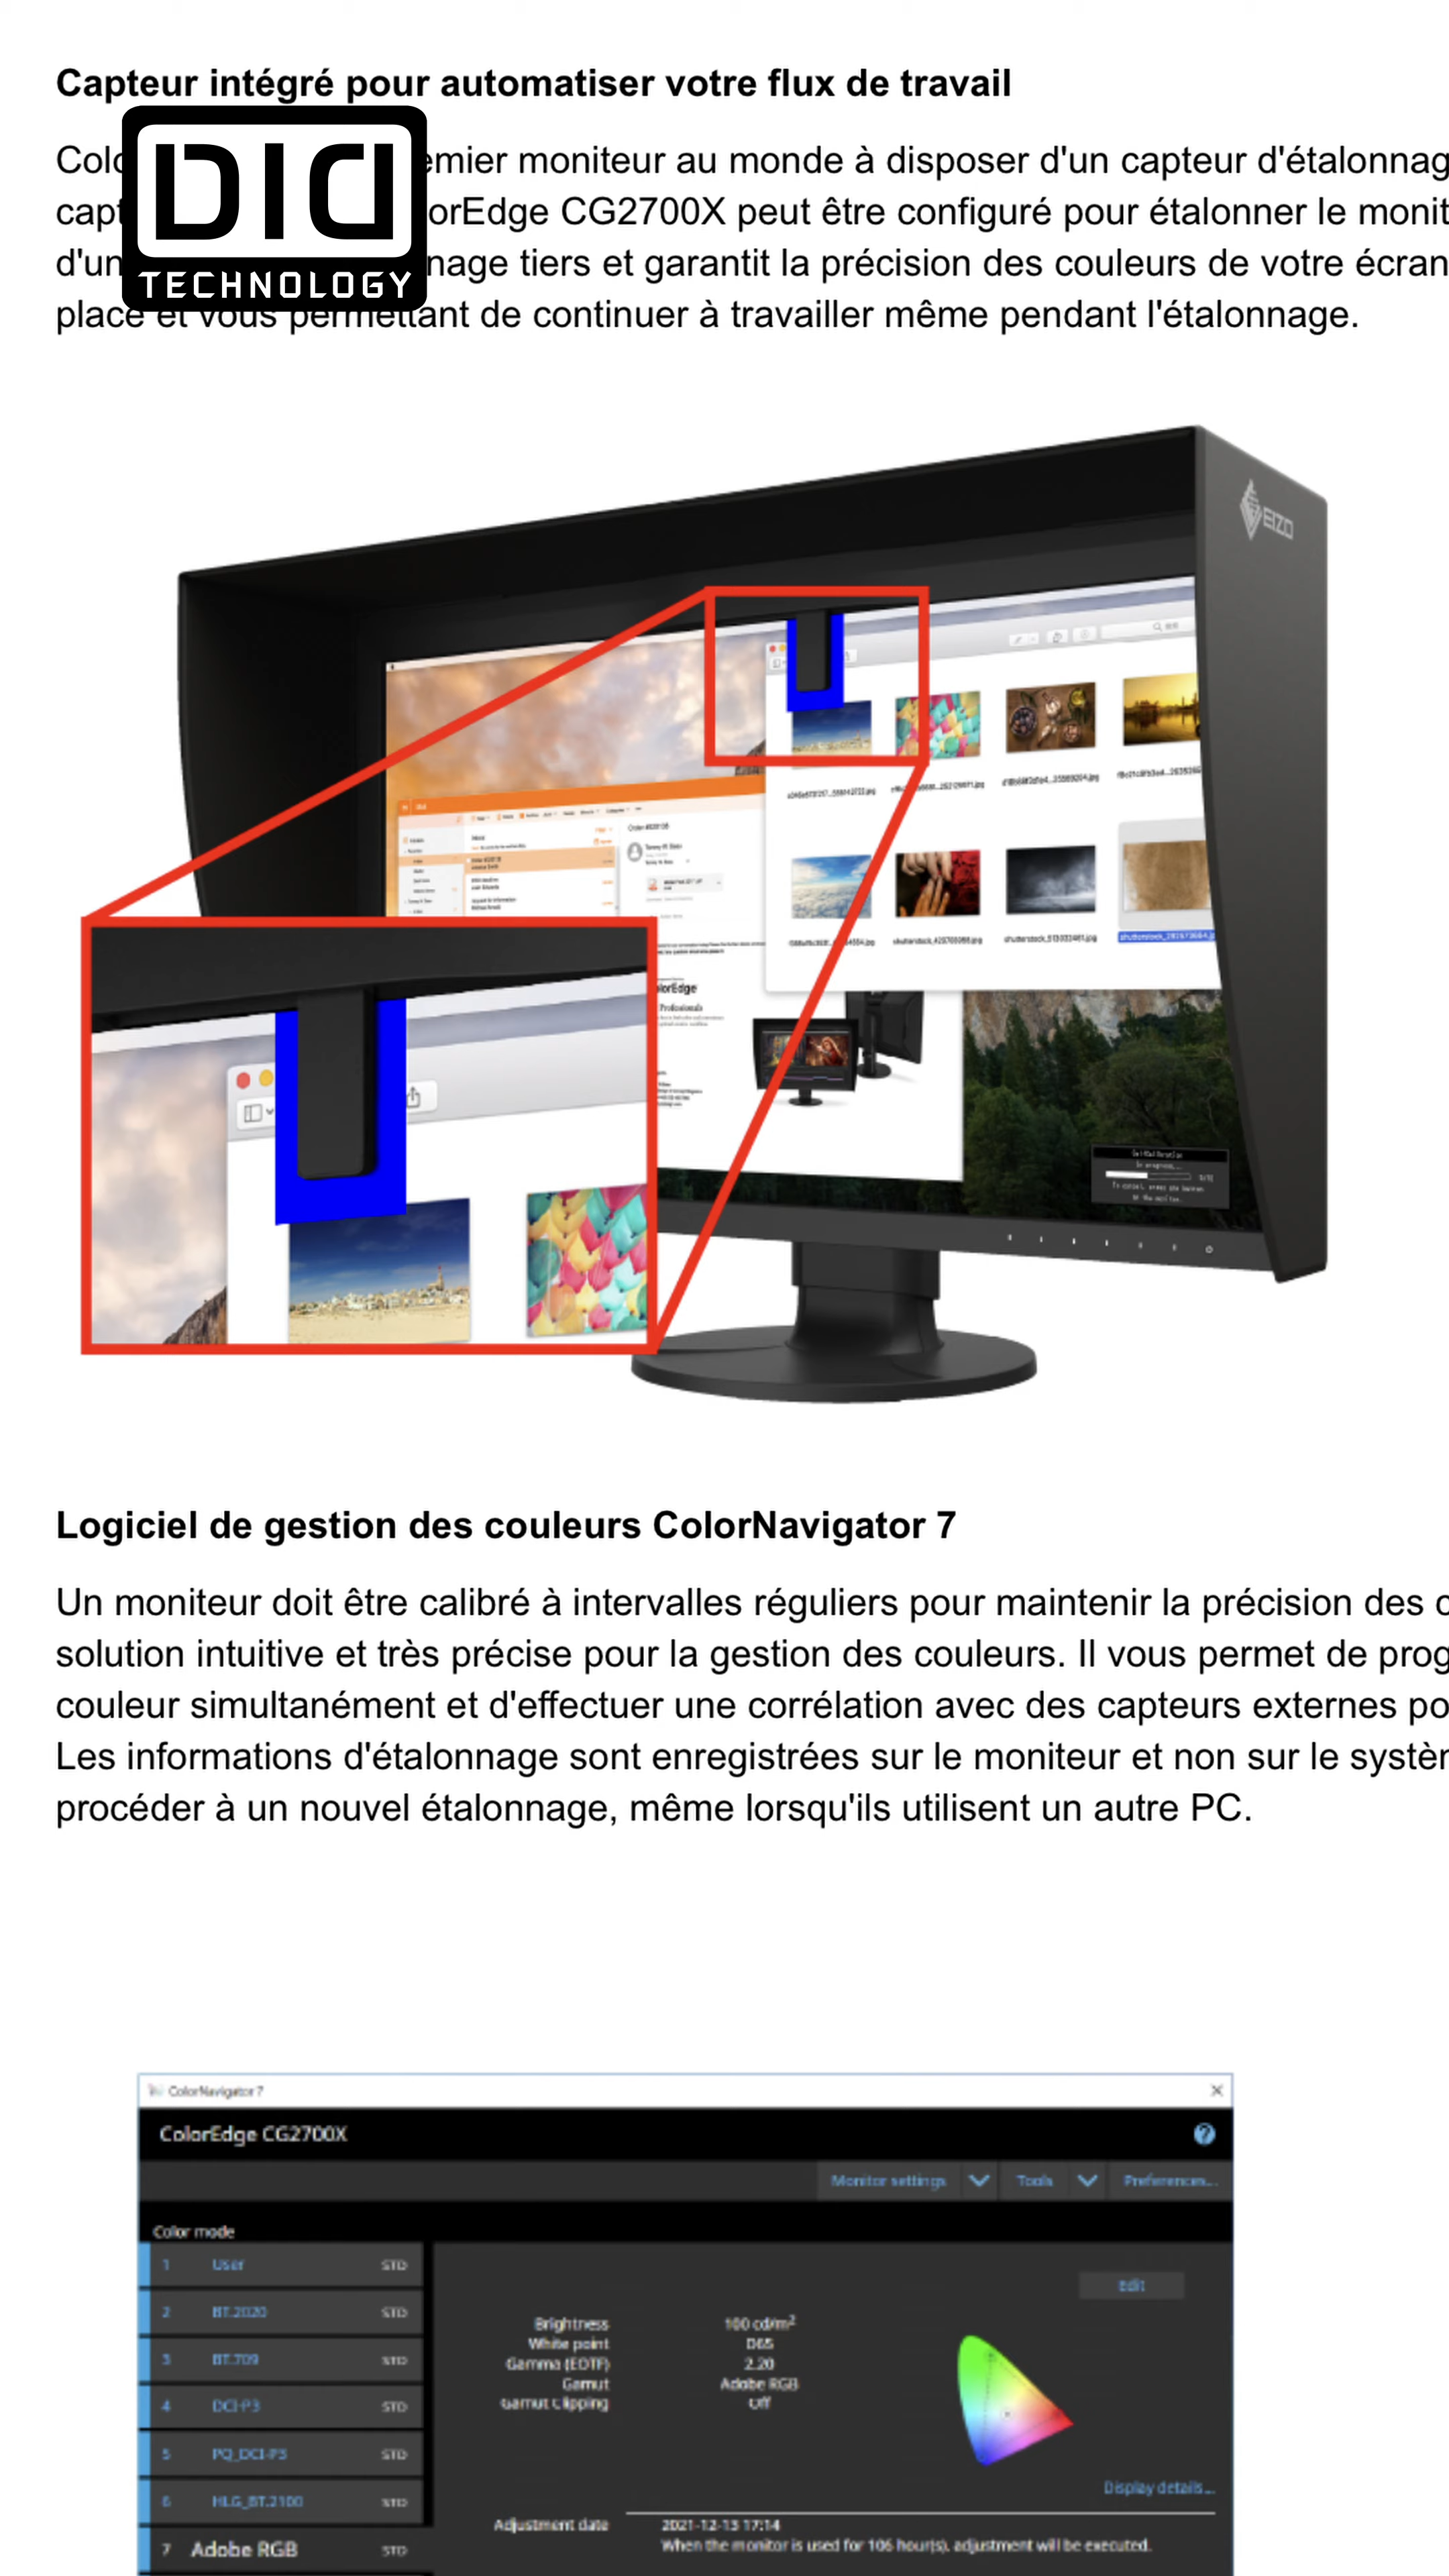 Capteur intégré pour automatiser votre flux de travail
DID
TECHNOLOGY
emier moniteur au monde à disposer d'un capteur d'étalonnag
capt orEdge CG2700X peut être configuré pour étalonner le monit
d'un nage tiers et garantit la précision des couleurs de votre écran
place et vous permettant de continuer à travailler même pendant l'étalonnage.
EIZO
Logiciel de gestion des couleurs ColorNavigator 7
Un moniteur doit être calibré à intervalles réguliers pour maintenir la précision des c
solution intuitive et très précise pour la gestion des couleurs. Il vous permet de prog
couleur simultanément et d'effectuer une corrélation avec des capteurs externes po
Les informations d'étalonnage sont enregistrées sur le moniteur et non sur le systèm
procéder à un nouvel étalonnage, même lorsqu'ils utilisent un autre PC.
ColorNavigator 7
ColorEdge CG2700X
Monitor settings Tools Preferences...
Color mode
1 User STD
edit
2 BT.2020 STD
Brightness 100 cd/m²
White point D65
3 BT.709 STD
Gamma (EOTF) 2.20
Gamut Adobe RGB
4 DCI-P3 STD
Gamut Clipping Off
5 PQ_DCI-P3 STD
Display details...
6 HLG_BT.2100 STD
Adjustment date 2021-12-13 17:14
7 Adobe RGB STD
When the monitor is used for 106 hour(s), adjustment will be executed.